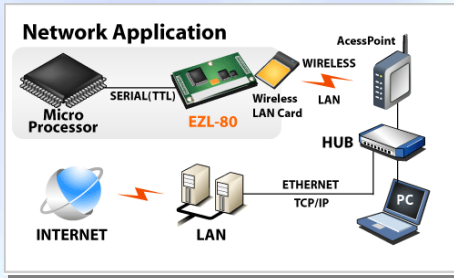 Network Application
AcessPoint
WIRELESS
LAN
SERIAL(TTL)
Micro
Processor
EZL-80
Wireless
LAN Card
HUB
ETHERNET
TCP/IP
PC
INTERNET
LAN